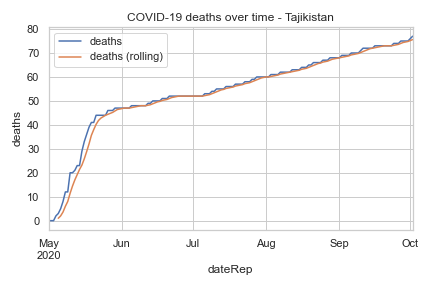 COVID-19 deaths over time - Tajikistan
80
70
60
50
40
30
20
10
0
deaths
deaths
deaths (rolling)
May Jun Jul Aug Sep Oct
2020
dateRep